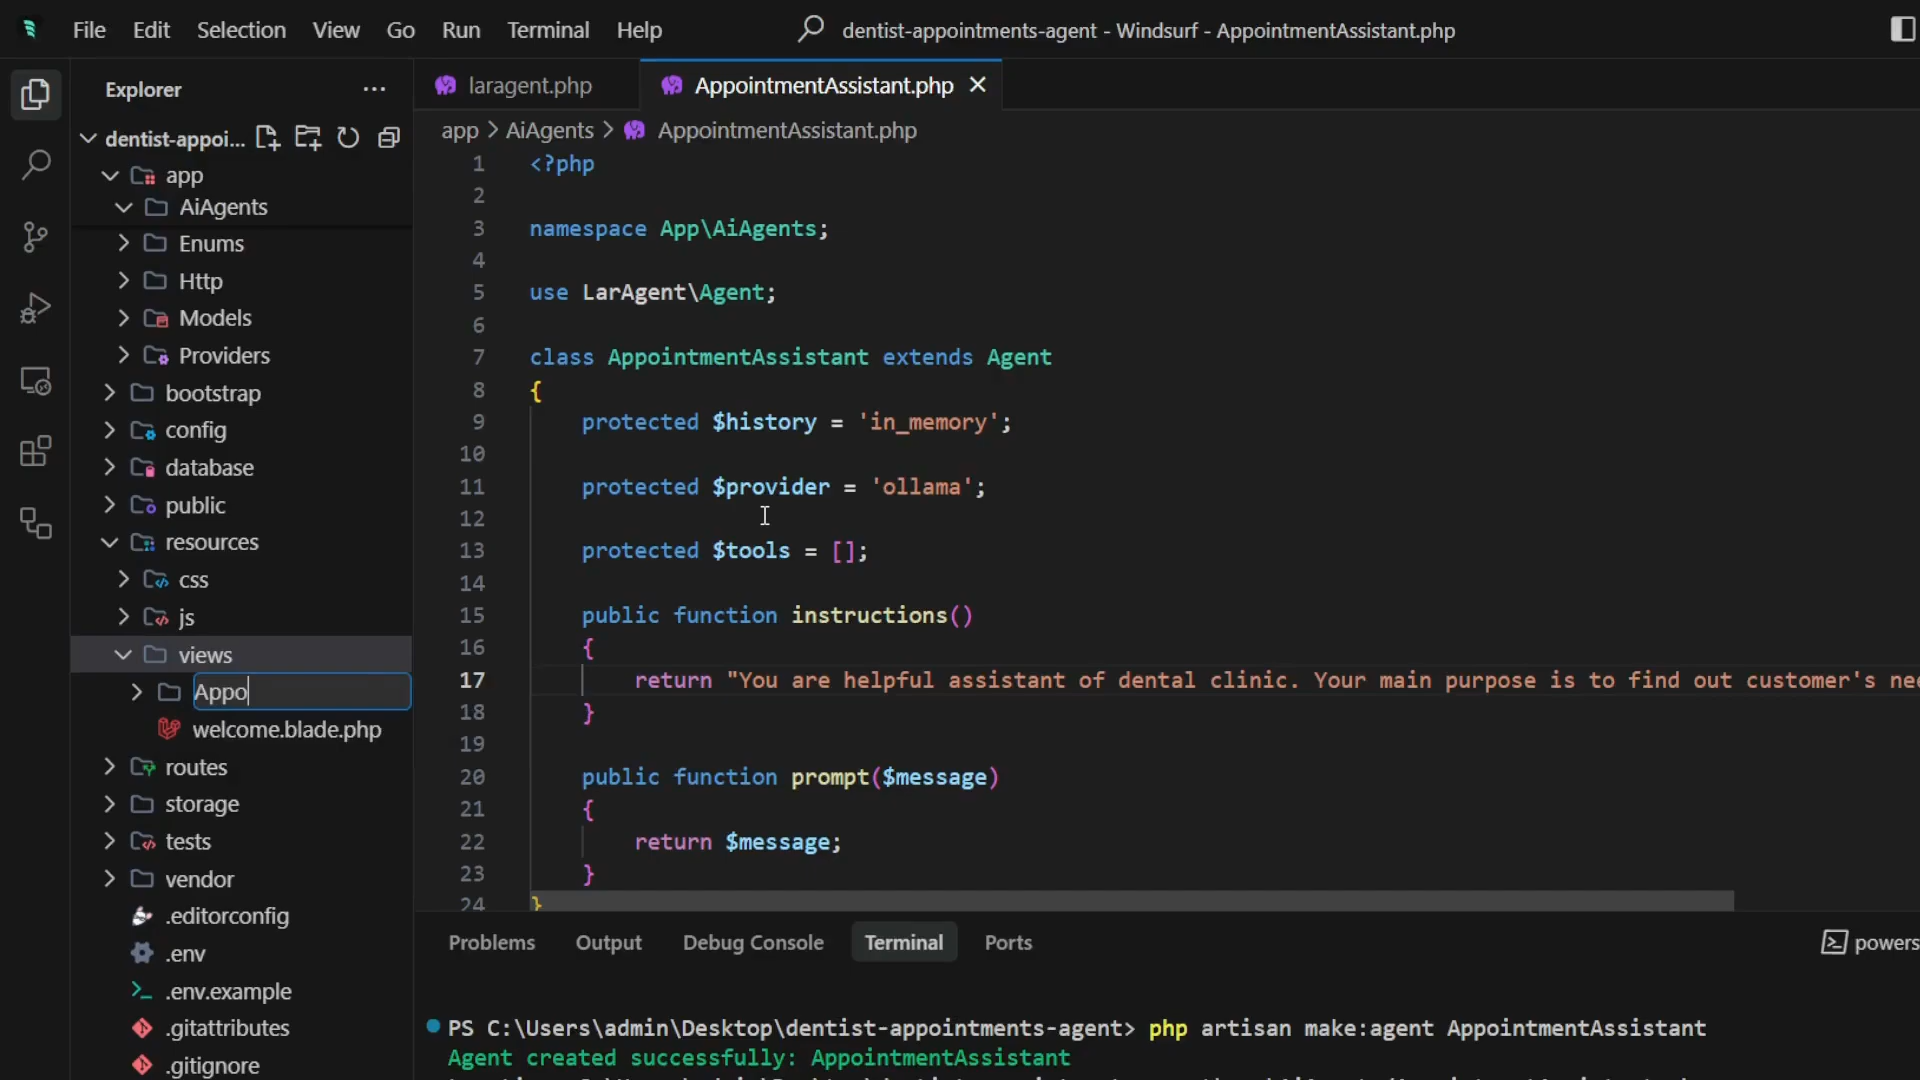 File Edit Selection View Go Run Terminal Help
dentist-appointments-agent - Windsurf - AppointmentAssistant.php
Explorer
dentist-appoi...
app
AiAgents
Enums
Http
Models
Providers
bootstrap
config
database
public
resources
css
js
views
Appo
welcome.blade.php
routes
storage
tests
vendor
.editorconfig
.env
.env.example
.gitattributes
.gitignore
laragent.php AppointmentAssistant.php
app > AiAgents > AppointmentAssistant.php
1 <?php
2
3 namespace App\AiAgents;
4
5 use LarAgent\Agent;
6
7 class AppointmentAssistant extends Agent
8 {
9 protected $history = 'in_memory';
10
11 protected $provider = 'ollama';
12
13 protected $tools = [];
14
15 public function instructions()
16 {
17 return "You are helpful assistant of dental clinic. Your main purpose is to find out customer's nee
18 }
19
20 public function prompt($message)
21 {
22 return $message;
23 }
24 }
Problems Output Debug Console Terminal Ports
powers
PS C:\Users\admin\Desktop\dentist-appointments-agent> php artisan make:agent AppointmentAssistant
Agent created successfully: AppointmentAssistant